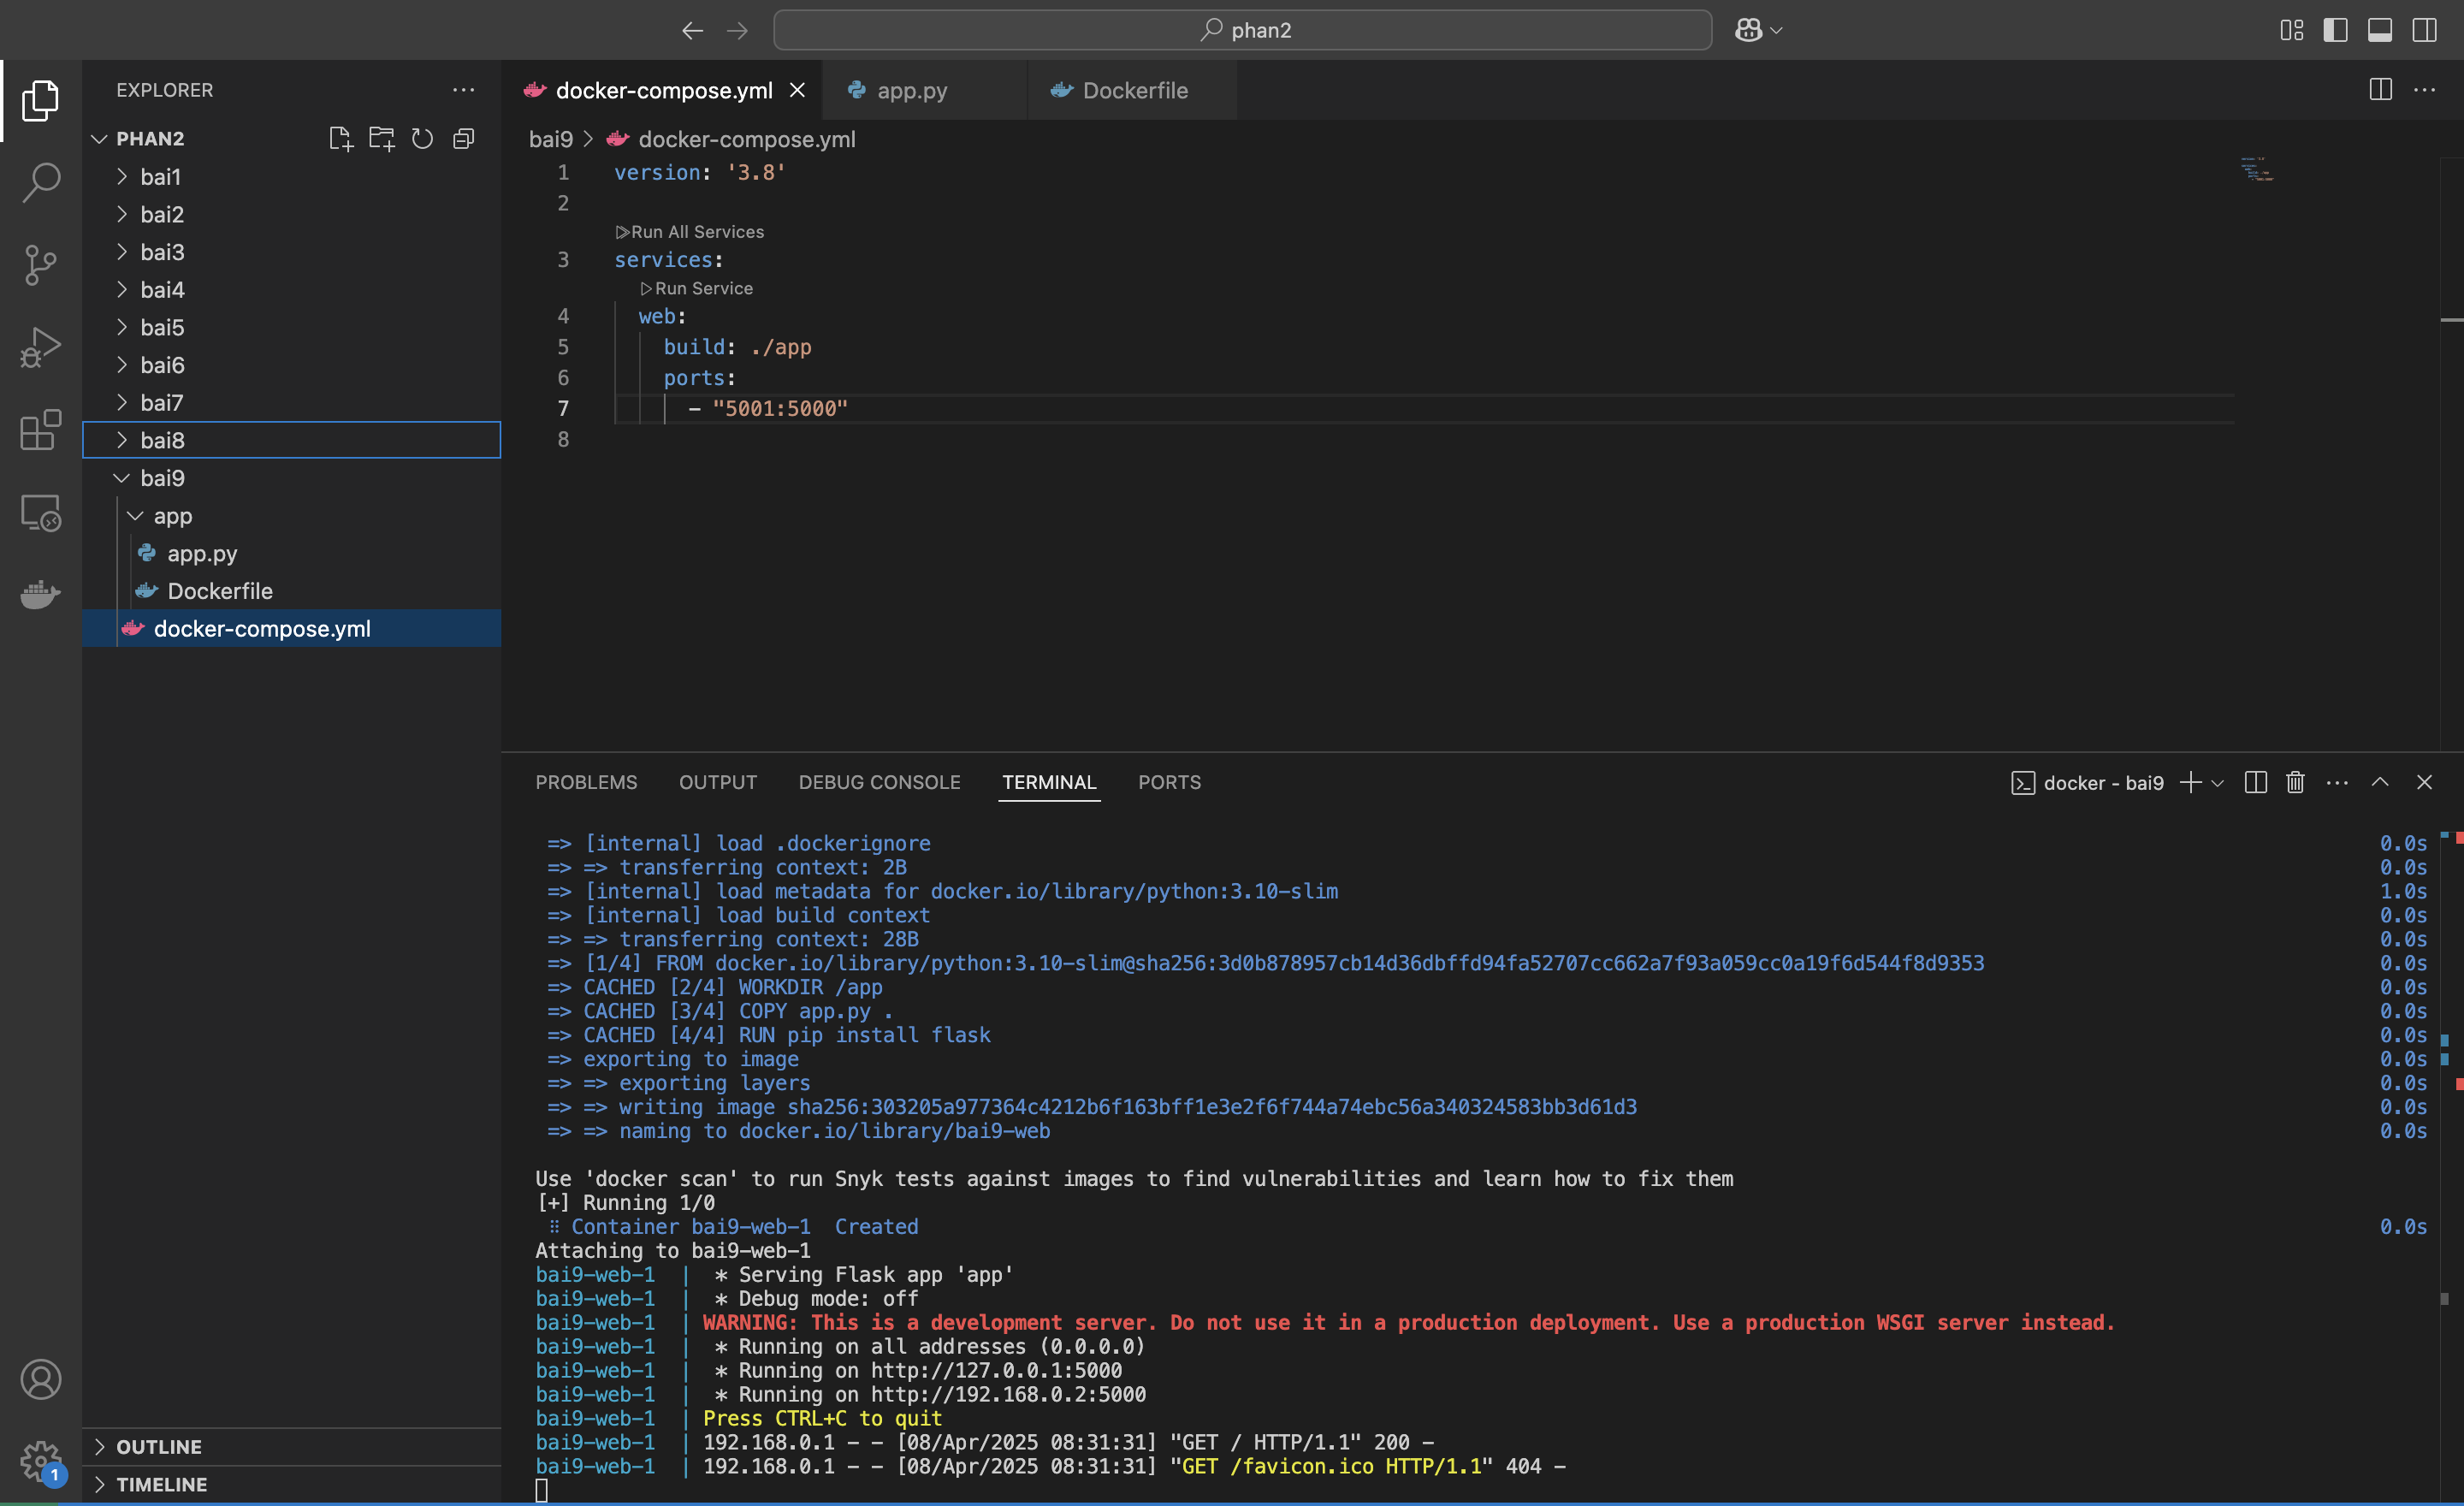 phan2
EXPLORER
PHAN2
bai1
bai2
bai3
bai4
bai5
bai6
bai7
bai8
bai9
app
app.py
Dockerfile
docker-compose.yml
OUTLINE
TIMELINE
1
docker-compose.yml
app.py
Dockerfile
bai9 > docker-compose.yml
1 version: '3.8'
2
Run All Services
3 services:
Run Service
4 web:
5 build: ./app
6 ports:
7 - "5001:5000"
8
PROBLEMS OUTPUT DEBUG CONSOLE TERMINAL PORTS
docker - bai9
=> [internal] load .dockerignore 0.0s
=> => transferring context: 2B 0.0s
=> [internal] load metadata for docker.io/library/python:3.10-slim 1.0s
=> [internal] load build context 0.0s
=> => transferring context: 28B 0.0s
=> [1/4] FROM docker.io/library/python:3.10-slim@sha256:3d0b878957cb14d36dbffd94fa52707cc662a7f93a059cc0a19f6d544f8d9353 0.0s
=> CACHED [2/4] WORKDIR /app 0.0s
=> CACHED [3/4] COPY app.py . 0.0s
=> CACHED [4/4] RUN pip install flask 0.0s
=> exporting to image 0.0s
=> => exporting layers 0.0s
=> => writing image sha256:303205a977364c4212b6f163bff1e3e2f6f744a74ebc56a340324583bb3d61d3 0.0s
=> => naming to docker.io/library/bai9-web 0.0s
Use 'docker scan' to run Snyk tests against images to find vulnerabilities and learn how to fix them
[+] Running 1/0
⠿ Container bai9-web-1  Created 0.0s
Attaching to bai9-web-1
bai9-web-1  |  * Serving Flask app 'app'
bai9-web-1  |  * Debug mode: off
bai9-web-1  | WARNING: This is a development server. Do not use it in a production deployment. Use a production WSGI server instead.
bai9-web-1  |  * Running on all addresses (0.0.0.0)
bai9-web-1  |  * Running on http://127.0.0.1:5000
bai9-web-1  |  * Running on http://192.168.0.2:5000
bai9-web-1  | Press CTRL+C to quit
bai9-web-1  | 192.168.0.1 - - [08/Apr/2025 08:31:31] "GET / HTTP/1.1" 200 -
bai9-web-1  | 192.168.0.1 - - [08/Apr/2025 08:31:31] "GET /favicon.ico HTTP/1.1" 404 -